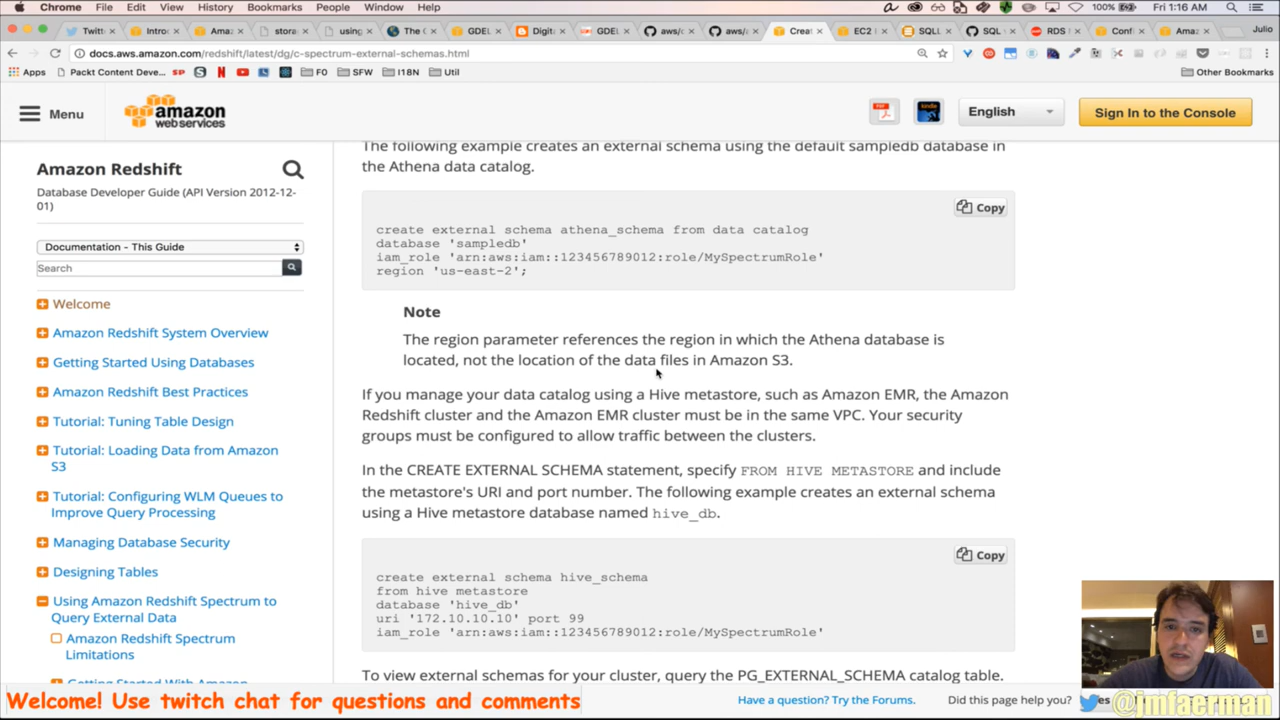 Chrome File Edit View History Bookmarks People Window Help 100% Fri 1:16 AM
Twitt Intro Amaz stora using The GDEL Digita GDEL aws/ aws/a Creat EC2 I SQLL SQL RDS Confi Amaz Julio
docs.aws.amazon.com/redshift/latest/dg/c-spectrum-external-schemas.html
Apps Packt Content Deve... F0 SFW I18N Util Other Bookmarks
Menu
amazon
web services
English
Sign In to the Console
Amazon Redshift
Database Developer Guide (API Version 2012-12-
01)
Documentation - This Guide
Search
Welcome
Amazon Redshift System Overview
Getting Started Using Databases
Amazon Redshift Best Practices
Tutorial: Tuning Table Design
Tutorial: Loading Data from Amazon
S3
Tutorial: Configuring WLM Queues to
Improve Query Processing
Managing Database Security
Designing Tables
Using Amazon Redshift Spectrum to
Query External Data
Amazon Redshift Spectrum
Limitations
Getting Started With Amazon
The following example creates an external schema using the default sampledb database in
the Athena data catalog.
Copy
create external schema athena_schema from data catalog
database 'sampledb'
iam_role 'arn:aws:iam::123456789012:role/MySpectrumRole'
region 'us-east-2';
Note
The region parameter references the region in which the Athena database is
located, not the location of the data files in Amazon S3.
If you manage your data catalog using a Hive metastore, such as Amazon EMR, the Amazon
Redshift cluster and the Amazon EMR cluster must be in the same VPC. Your security
groups must be configured to allow traffic between the clusters.
In the CREATE EXTERNAL SCHEMA statement, specify FROM HIVE METASTORE and include
the metastore's URI and port number. The following example creates an external schema
using a Hive metastore database named hive_db.
Copy
create external schema hive_schema
from hive metastore
database 'hive_db'
uri '172.10.10.10' port 99
iam_role 'arn:aws:iam::123456789012:role/MySpectrumRole'
To view external schemas for your cluster, query the PG_EXTERNAL_SCHEMA catalog table.
Welcome! Use twitch chat for questions and comments
Have a question? Try the Forums. Did this page help you?
@jmfaerman